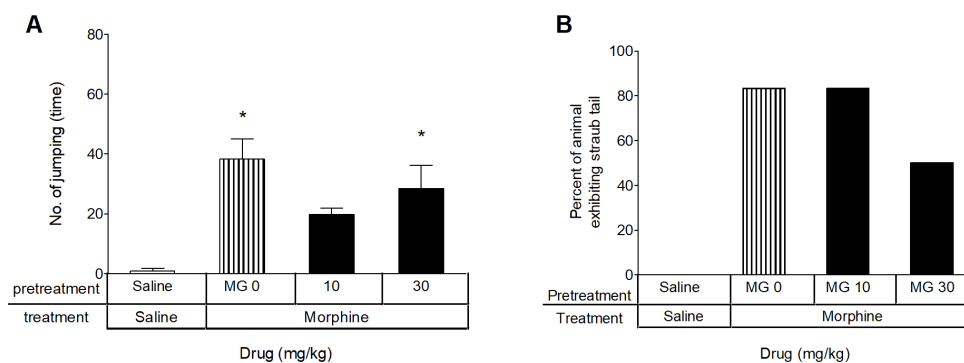 A
No. of jumping (time)
80
60
40
20
0
*
*
pretreatment Saline MG 0 10 30
treatment Saline Morphine
Drug (mg/kg)
B
Percent of animal
exhibiting straub tail
100
80
60
40
20
0
Pretreatment Saline MG 0 MG 10 MG 30
Treatment Saline Morphine
Drug (mg/kg)